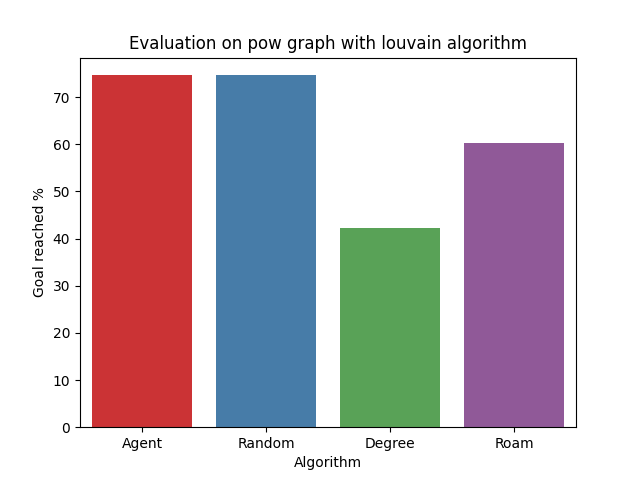 Evaluation on pow graph with louvain algorithm
Goal reached %
70
60
50
40
30
20
10
0
Agent Random Degree Roam
Algorithm